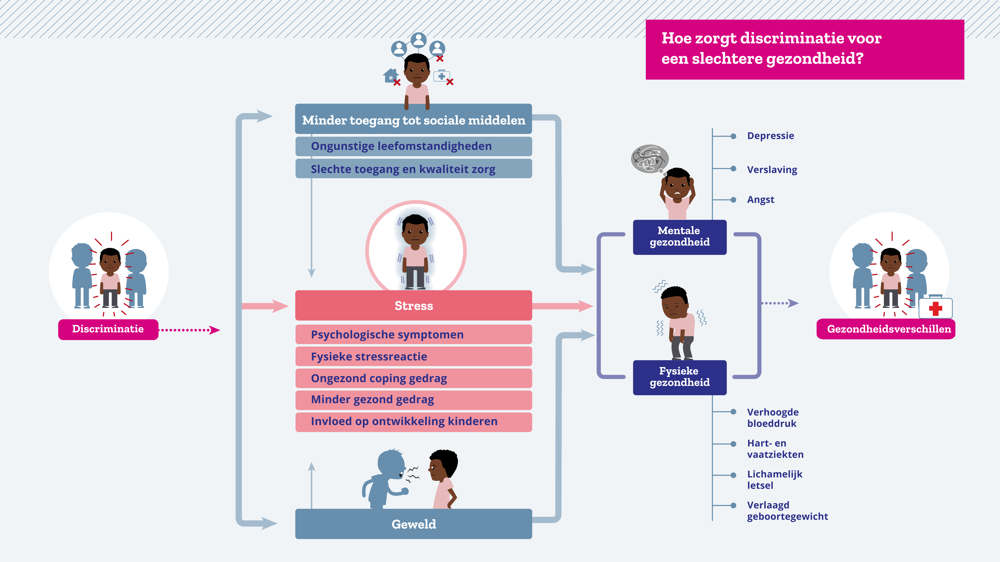 Hoe zorgt discriminatie voor
een slechtere gezondheid?
Discriminatie
Minder toegang tot sociale middelen
Ongunstige leefomstandigheden
Slechte toegang en kwaliteit zorg
Stress
Psychologische symptomen
Fysieke stressreactie
Ongezond coping gedrag
Minder gezond gedrag
Invloed op ontwikkeling kinderen
Geweld
Depressie
Verslaving
Angst
Mentale
gezondheid
Fysieke
gezondheid
Verhoogde
bloeddruk
Hart- en
vaatziekten
Lichamelijk
letsel
Verlaagd
geboortegewicht
Gezondheidsverschillen